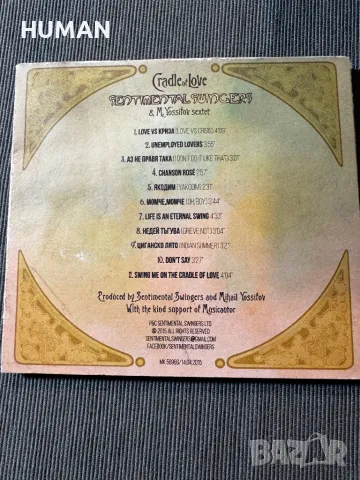 HUMAN
Cradle of Love
SENTIMENTAL SWINGERS
& M. Yossifov sextet
1. LOVE VS КРИЗА (LOVE VS CRISIS) 4:09
2. UNEMPLOYED LOVERS 3:55
3. АЗ НЕ ПРАВЯ ТАКА (I DON'T DO IT LIKE THAT) 3:07
4. CHANSON ROSÉ 2:57
5. ЯКОДИМ (YAKODIM) 2:31
6. МОМЧЕ, МОМЧЕ (OH, BOY) 3:44
7. LIFE IS AN ETERNAL SWING 4:33
8. НЕДЕЙ ТЪГУВА (GRIEVE NOT) 3:04
9. ЦИГАНСКО ЛЯТО (INDIAN SUMMER) 3:21
10. DON'T SAY 3:27
11. SWING ME ON THE CRADLE OF LOVE 4:04
Produced by Sentimental Swingers and Mihail Yossifov
With the kind support of Musicautor
P&C SENTIMENTAL SWINGERS LTD.
© 2015 ALL RIGHTS RESERVED
SENTIMENTALSWINGERS@GMAIL.COM
FACEBOOK/SENTIMENTALSWINGERS
BAZAR